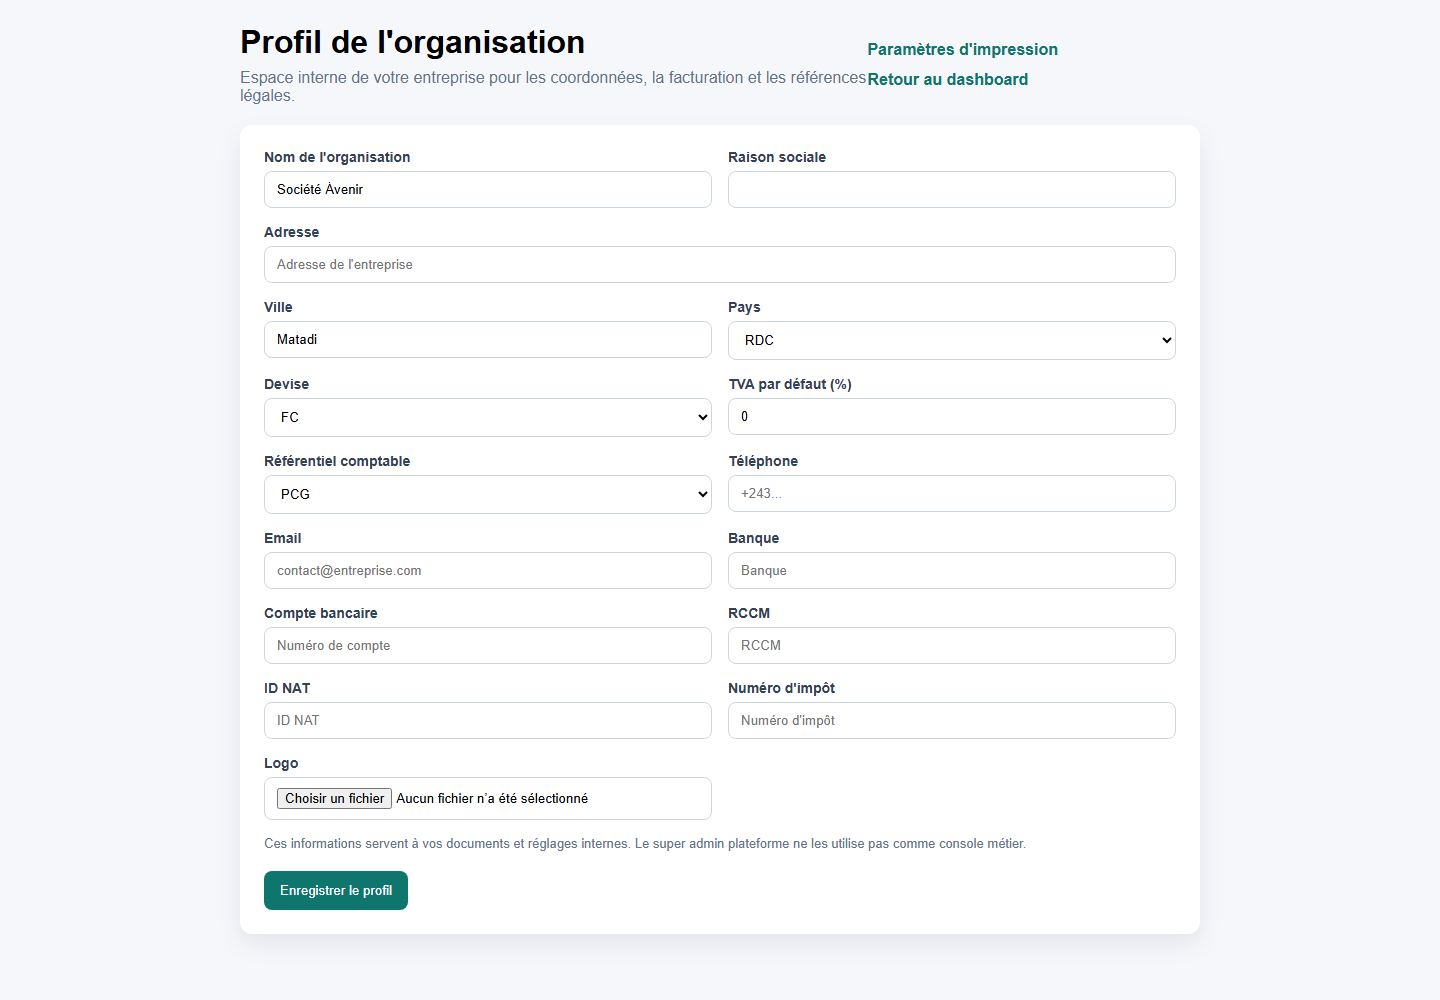 Profil de l'organisation
Espace interne de votre entreprise pour les coordonnées, la facturation et les références
légales.
Paramètres d'impression
Retour au dashboard
Nom de l'organisation
Raison sociale
Société Avenir
Adresse
Adresse de l'entreprise
Ville
Pays
Matadi
RDC
Devise
TVA par défaut (%)
FC
0
Référentiel comptable
Téléphone
PCG
+243...
Email
Banque
contact@entreprise.com
Banque
Compte bancaire
RCCM
Numéro de compte
RCCM
ID NAT
Numéro d'impôt
ID NAT
Numéro d'impôt
Logo
Choisir un fichier Aucun fichier n'a été sélectionné
Ces informations servent à vos documents et réglages internes. Le super admin plateforme ne les utilise pas comme console métier.
Enregistrer le profil